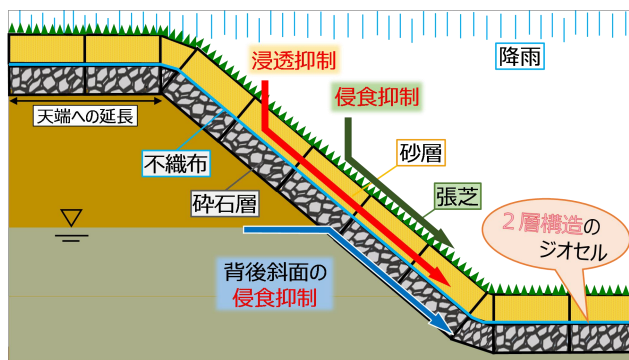 降雨
浸透抑制
侵食抑制
天端への延長
不織布
砂層
砕石層
張芝
2層構造の
ジオセル
背後斜面の
侵食抑制